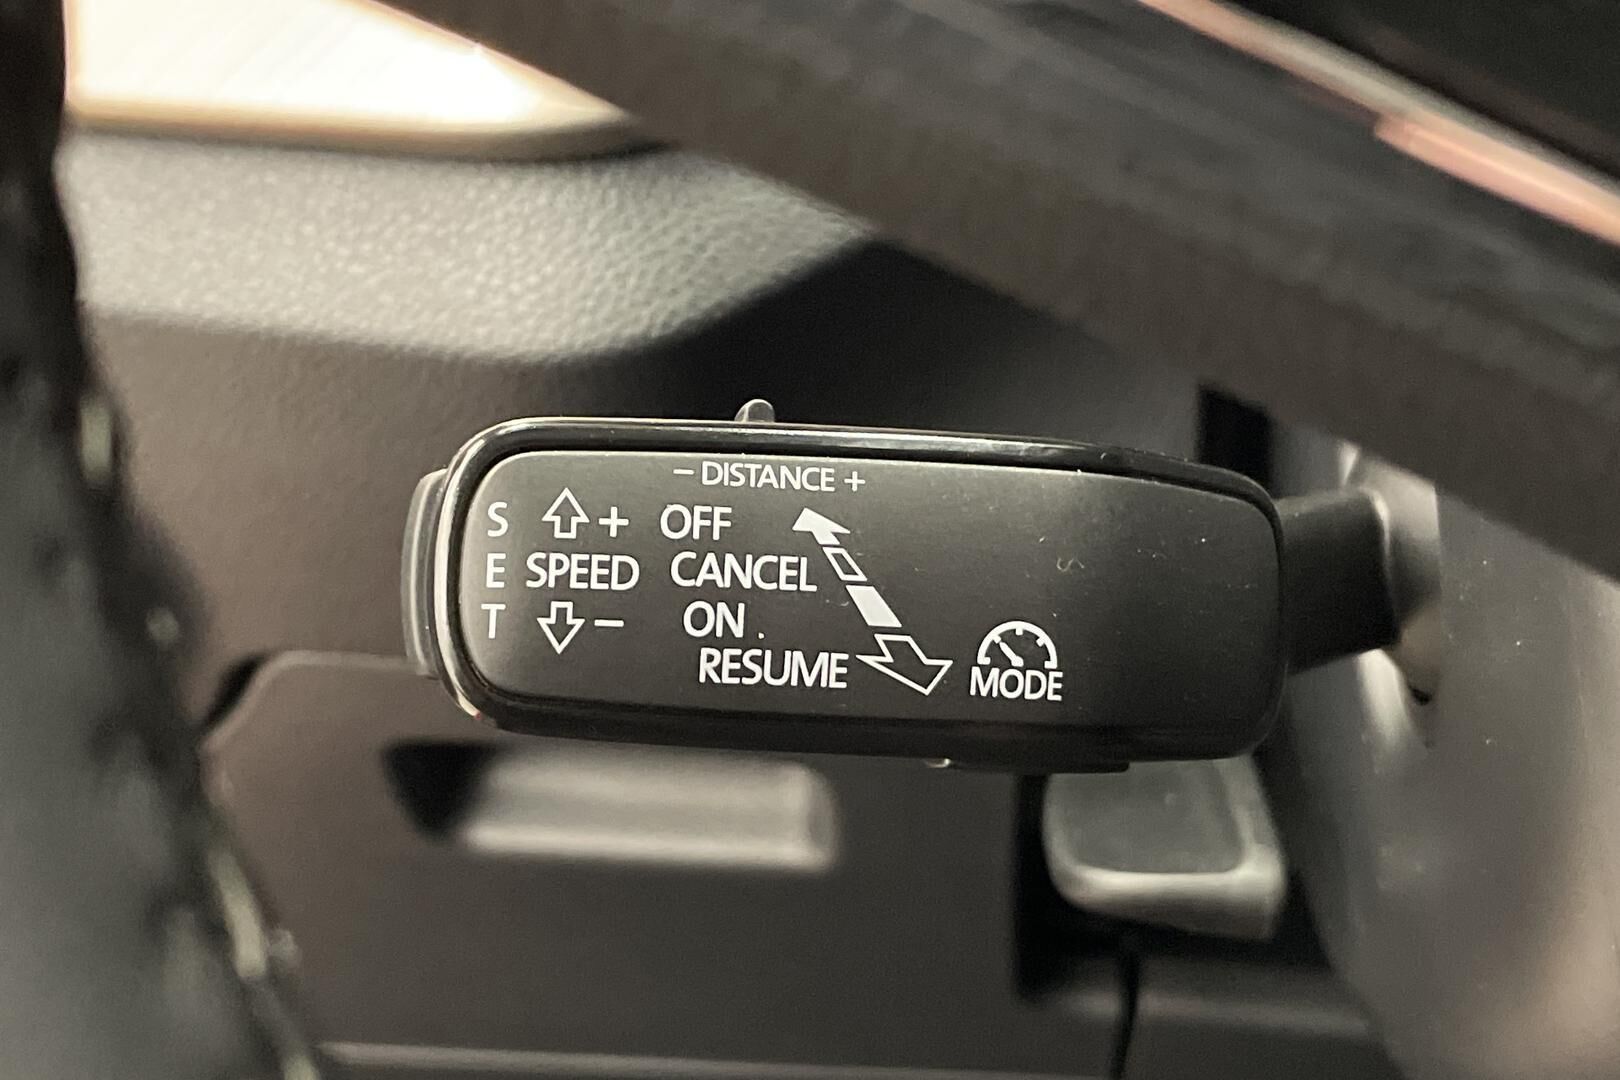 – DISTANCE +
S + OFF
E SPEED CANCEL
T – ON
RESUME
MODE